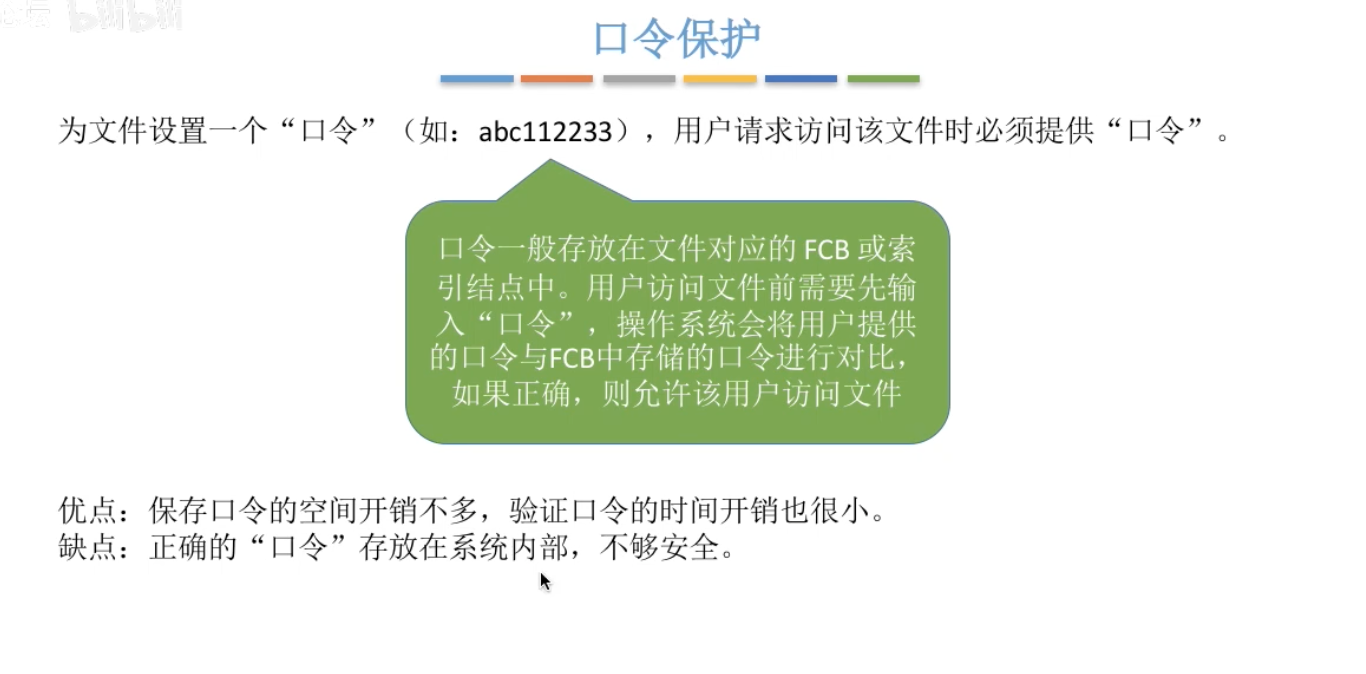 bilibili
口令保护
为文件设置一个“口令”（如：abc112233），用户请求访问该文件时必须提供“口令”。
口令一般存放在文件对应的 FCB 或索
引结点中。用户访问文件前需要先输
入“口令”，操作系统会将用户提供
的口令与FCB中存储的口令进行对比，
如果正确，则允许该用户访问文件
优点：保存口令的空间开销不多，验证口令的时间开销也很小。
缺点：正确的“口令”存放在系统内部，不够安全。